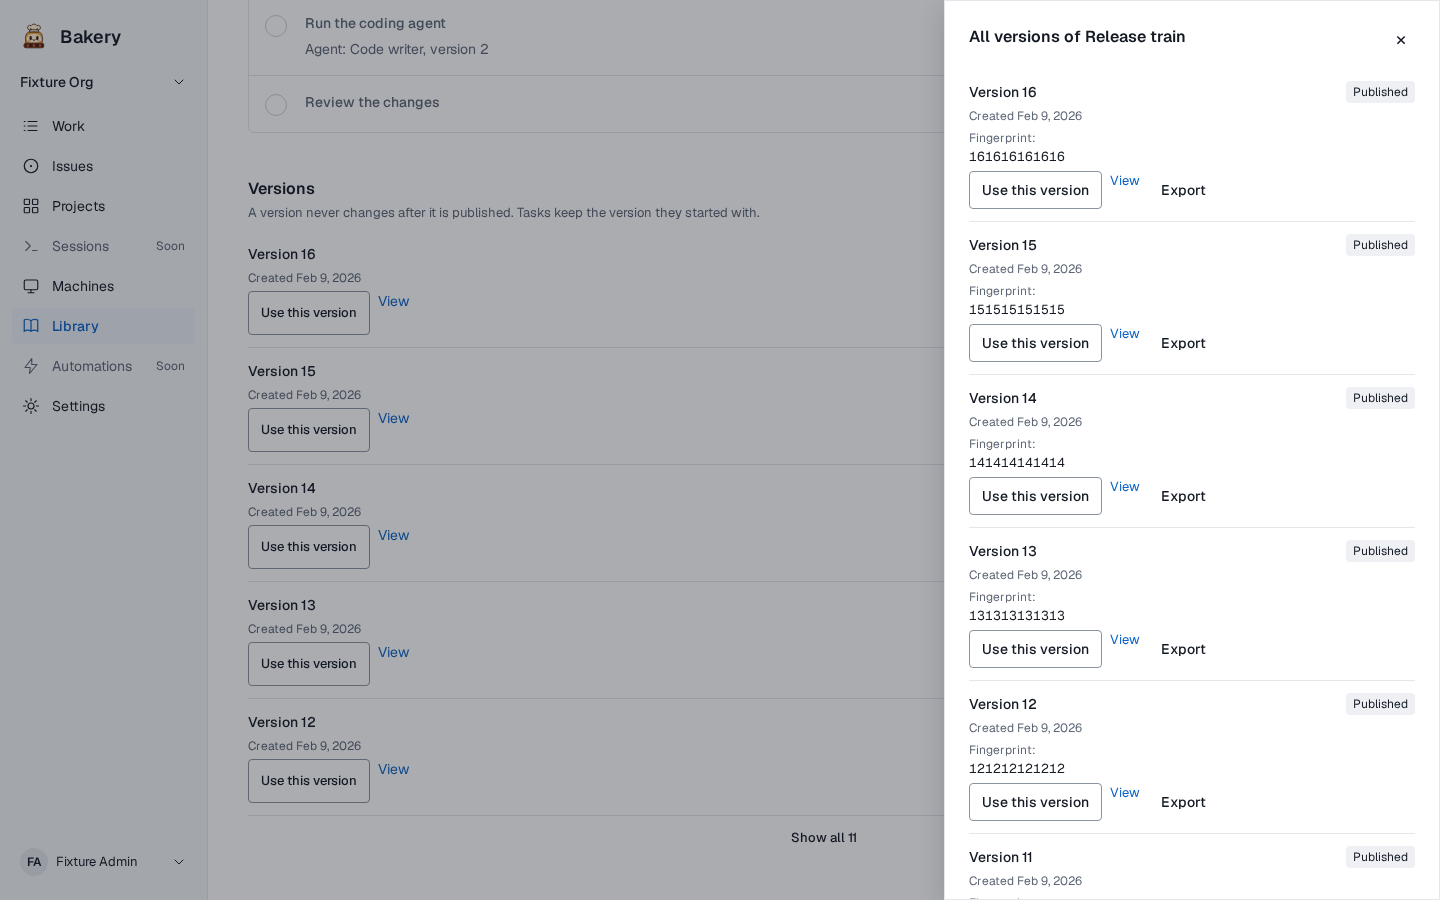 Bakery
Fixture Org
Work
Issues
Projects
Sessions Soon
Machines
Library
Automations Soon
Settings
FA Fixture Admin
Run the coding agent
Agent: Code writer, version 2
Review the changes
Versions
A version never changes after it is published. Tasks keep the version they started with.
Version 16
Created Feb 9, 2026
Use this version View
Version 15
Created Feb 9, 2026
Use this version View
Version 14
Created Feb 9, 2026
Use this version View
Version 13
Created Feb 9, 2026
Use this version View
Version 12
Created Feb 9, 2026
Use this version View
Show all 11
All versions of Release train
Version 16 Published
Created Feb 9, 2026
Fingerprint:
161616161616
Use this version View Export
Version 15 Published
Created Feb 9, 2026
Fingerprint:
151515151515
Use this version View Export
Version 14 Published
Created Feb 9, 2026
Fingerprint:
141414141414
Use this version View Export
Version 13 Published
Created Feb 9, 2026
Fingerprint:
131313131313
Use this version View Export
Version 12 Published
Created Feb 9, 2026
Fingerprint:
121212121212
Use this version View Export
Version 11 Published
Created Feb 9, 2026